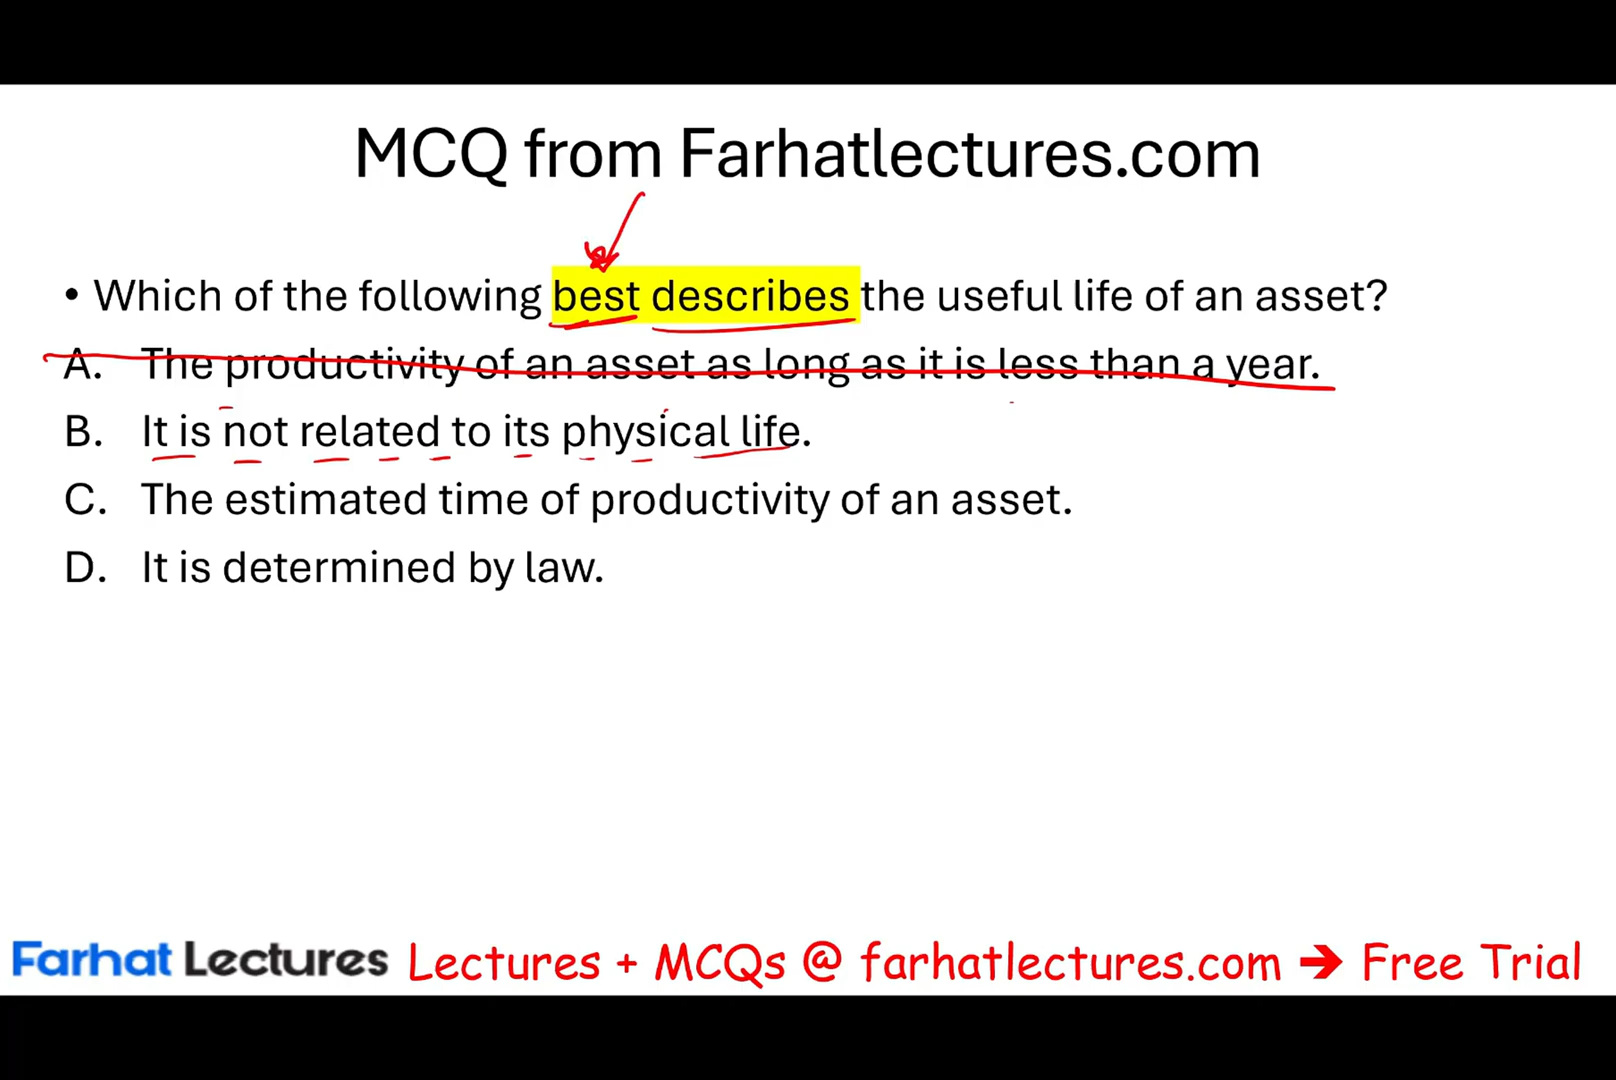 MCQ from Farhatlectures.com
• Which of the following best describes the useful life of an asset?
A. The productivity of an asset as long as it is less than a year.
B. It is not related to its physical life.
C. The estimated time of productivity of an asset.
D. It is determined by law.
Farhat Lectures Lectures + MCQs @ farhatlectures.com → Free Trial